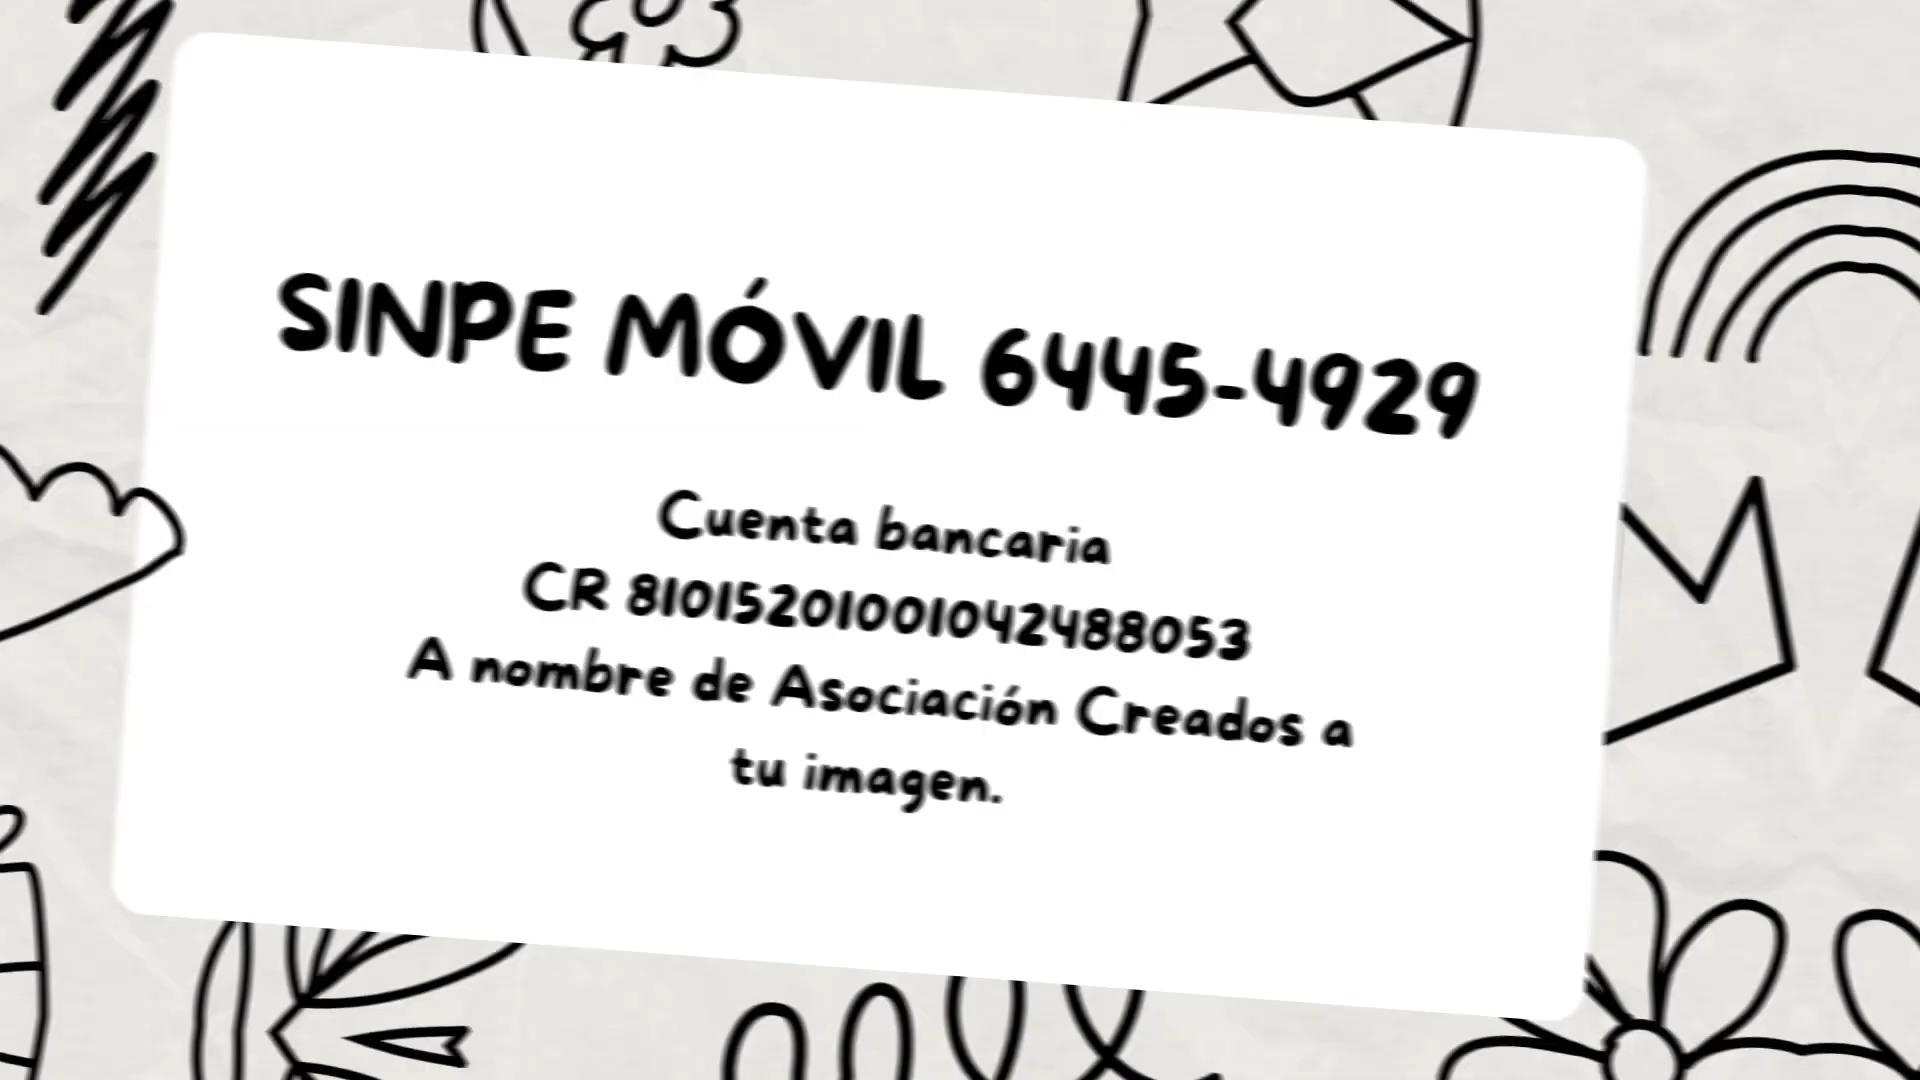 SINPE MÓVIL 6445-4929
Cuenta bancaria
CR 81015201001042488053
A nombre de Asociación Creados a
tu imagen.